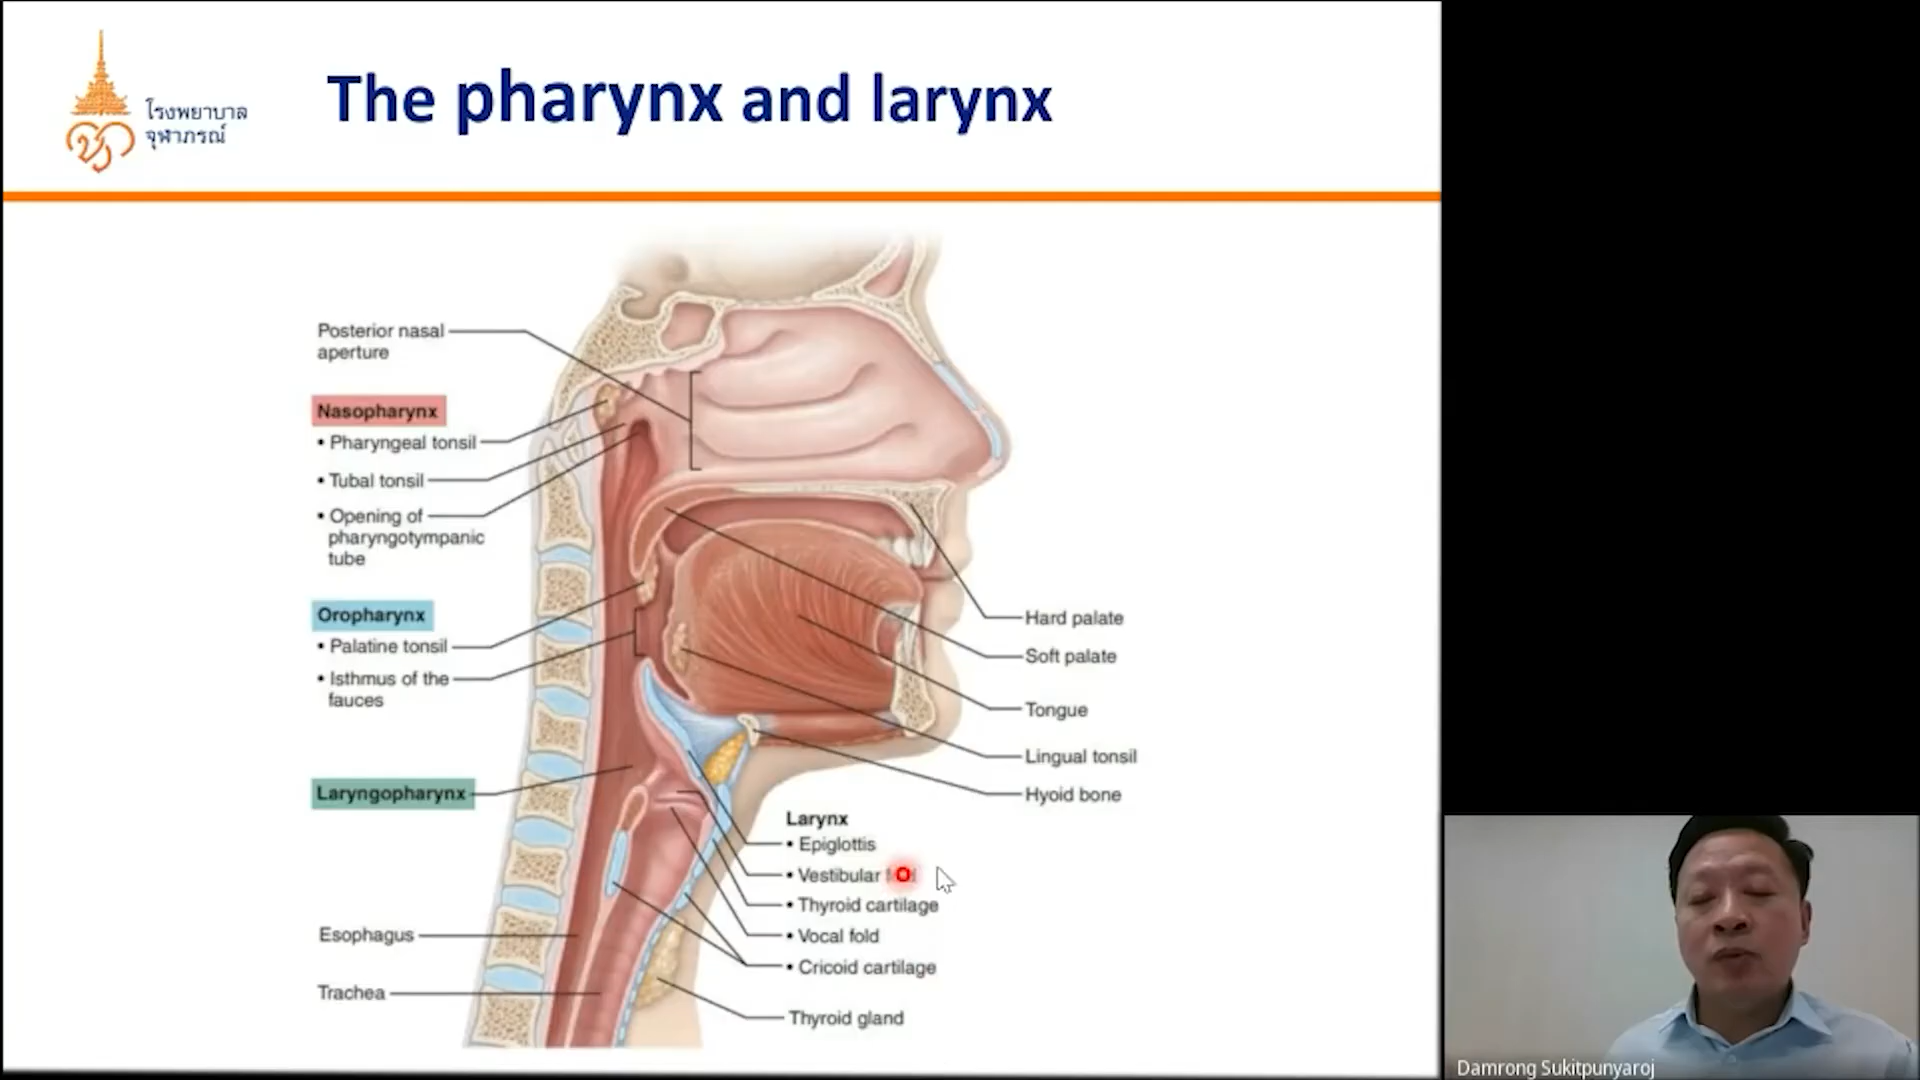 โรงพยาบาล
จุฬาภรณ์
The pharynx and larynx
Posterior nasal
aperture
Nasopharynx
• Pharyngeal tonsil
• Tubal tonsil
• Opening of
pharyngotympanic
tube
Oropharynx
• Palatine tonsil
• Isthmus of the
fauces
Laryngopharynx
Esophagus
Trachea
Hard palate
Soft palate
Tongue
Lingual tonsil
Hyoid bone
Larynx
• Epiglottis
• Vestibular
• Thyroid cartilage
• Vocal fold
• Cricoid cartilage
Thyroid gland
Damrong Sukitpunyaroj